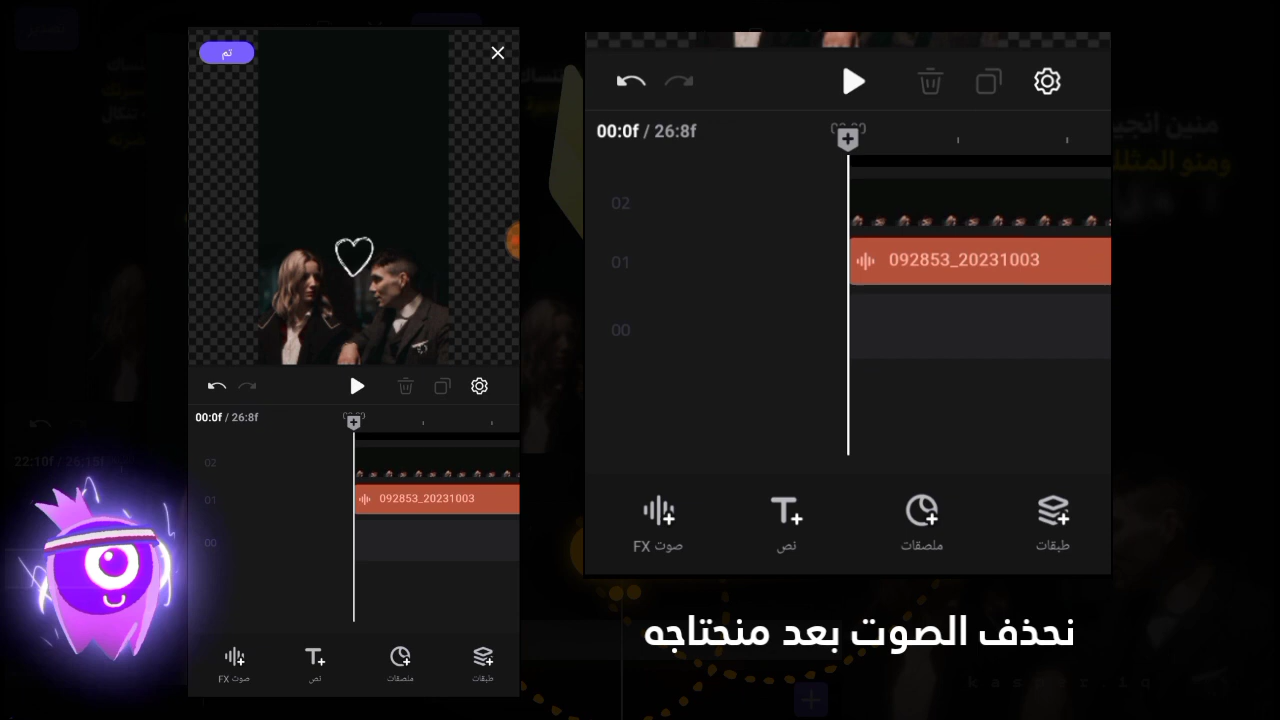 تم
00:0f / 26:8f
02
01
092853_20231003
00
صوت FX
نص
ملصقات
طبقات
00:0f / 26:8f
02
01
092853_20231003
00
صوت FX
نص
ملصقات
طبقات
نحذف الصوت بعد منحتاجه